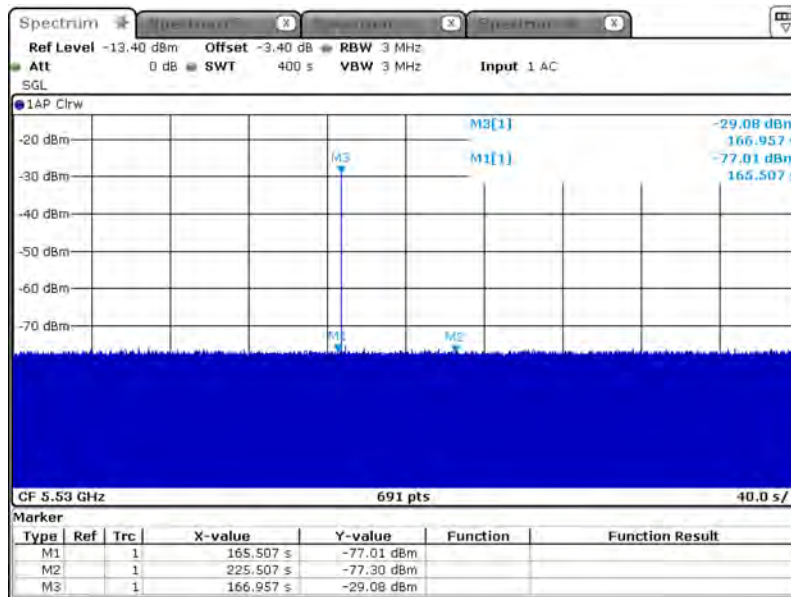 Spectrum
Ref Level -13.40 dBm Offset -3.40 dB RBW 3 MHz
Att 0 dB SWT 400 s VBW 3 MHz Input 1 AC
SGL
1AP Clrw
M3[1] -29.08 dBm
166.957 s
M1[1] -77.01 dBm
165.507 s
-20 dBm
M3
-30 dBm
-40 dBm
-50 dBm
-60 dBm
-70 dBm
M1 M2
CF 5.53 GHz 691 pts 40.0 s/
Marker
Type Ref Trc X-value Y-value Function Function Result
M1 1 165.507 s -77.01 dBm
M2 1 225.507 s -77.30 dBm
M3 1 166.957 s -29.08 dBm